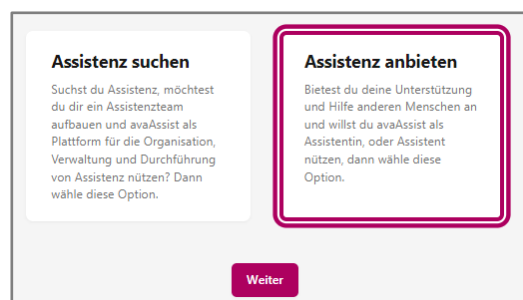 Assistenz suchen
Suchst du Assistenz, möchtest
du dir ein Assistenzteam
aufbauen und avaAssist als
Plattform für die Organisation,
Verwaltung und Durchführung
von Assistenz nützen? Dann
wähle diese Option.
Assistenz anbieten
Bietest du deine Unterstützung
und Hilfe anderen Menschen an
und willst du avaAssist als
Assistentin, oder Assistent
nützen, dann wähle diese
Option.
Weiter